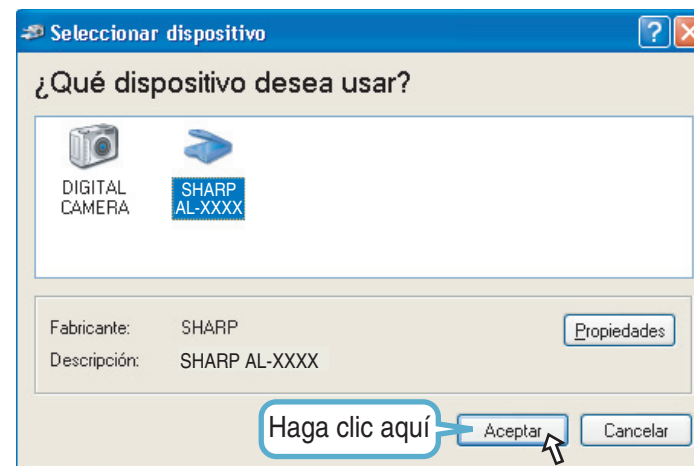 Seleccionar dispositivo
¿Qué dispositivo desea usar?
DIGITAL
CAMERA
SHARP
AL-XXXX
Fabricante: SHARP
Propiedades
Descripción: SHARP AL-XXXX
Haga clic aquí
Aceptar
Cancelar